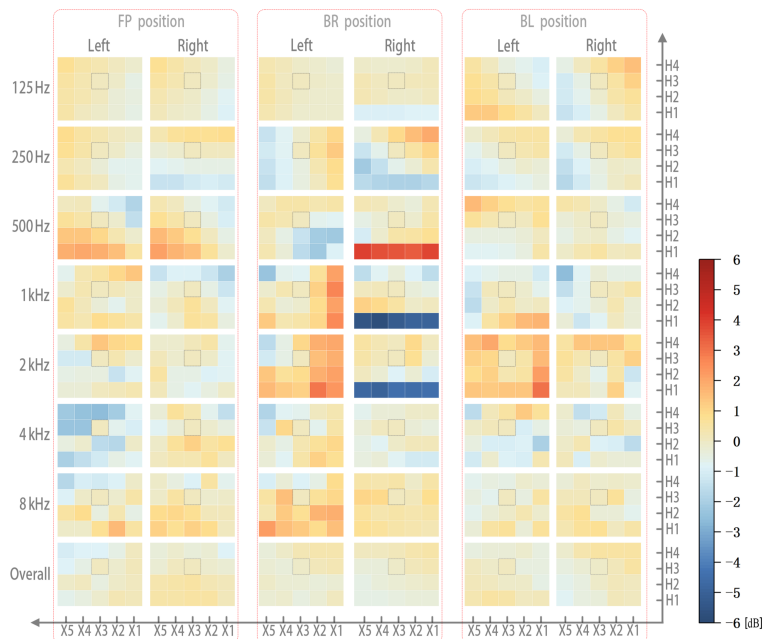 FP position BR position BL position
Left Right Left Right Left Right
125 Hz H4 H3 H2 H1
250 Hz H4 H3 H2 H1
500 Hz H4 H3 H2 H1
1 kHz H4 H3 H2 H1
2 kHz H4 H3 H2 H1
4 kHz H4 H3 H2 H1
8 kHz H4 H3 H2 H1
Overall H4 H3 H2 H1
X5 X4 X3 X2 X1 X5 X4 X3 X2 X1 X5 X4 X3 X2 X1 X5 X4 X3 X2 X1 X5 X4 X3 X2 X1 X5 X4 X3 X2 X1
6
5
4
3
2
1
0
−1
−2
−3
−4
−5
−6 [dB]